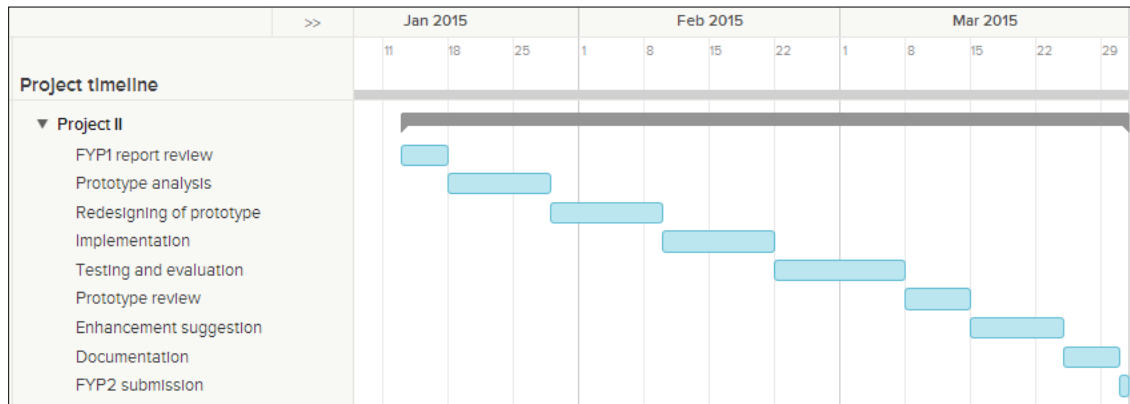 >> Jan 2015 Feb 2015 Mar 2015
11 18 25 1 8 15 22 1 8 15 22 29
Project timeline
▼ Project II
FYP1 report review
Prototype analysis
Redesigning of prototype
Implementation
Testing and evaluation
Prototype review
Enhancement suggestion
Documentation
FYP2 submission